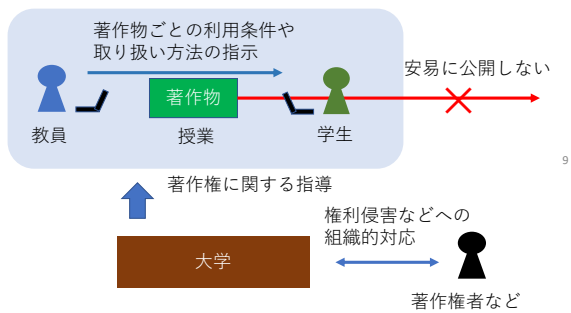 著作物ごとの利用条件や
取り扱い方法の指示
安易に公開しない
著作物
教員
授業
学生
9
著作権に関する指導
権利侵害などへの
組織的対応
大学
著作権者など